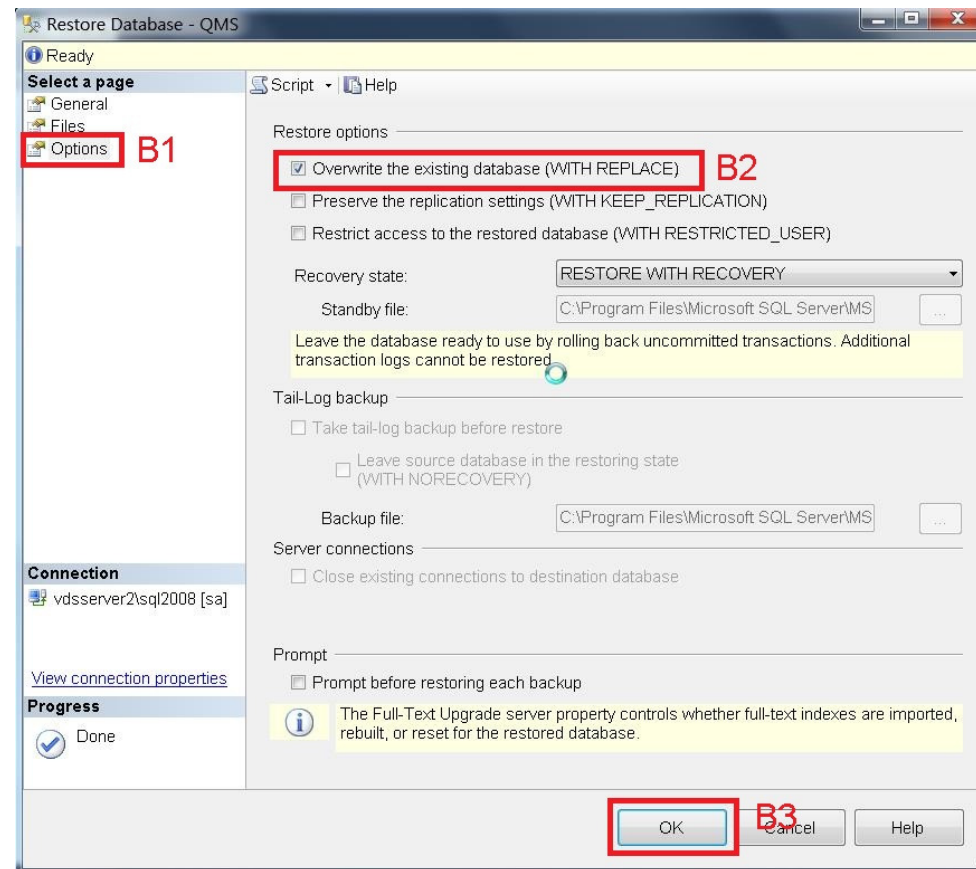 Restore Database - QMS
Ready
Select a page
General
Files
Options
B1
Script
Help
Restore options
Overwrite the existing database (WITH REPLACE)
B2
Preserve the replication settings (WITH KEEP_REPLICATION)
Restrict access to the restored database (WITH RESTRICTED_USER)
Recovery state:
RESTORE WITH RECOVERY
Standby file:
C:\Program Files\Microsoft SQL Server\MS
...
Leave the database ready to use by rolling back uncommitted transactions. Additional
transaction logs cannot be restored.
Tail-Log backup
Take tail-log backup before restore
Leave source database in the restoring state
(WITH NORECOVERY)
Backup file:
C:\Program Files\Microsoft SQL Server\MS
...
Server connections
Close existing connections to destination database
Connection
vdsserver2\sql2008 [sa]
View connection properties
Progress
Done
Prompt
Prompt before restoring each backup
The Full-Text Upgrade server property controls whether full-text indexes are imported,
rebuilt, or reset for the restored database.
OK
B3
Cancel
Help